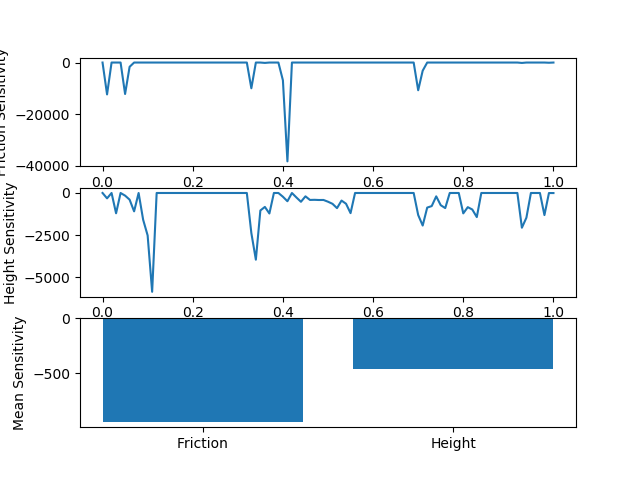 Friction Sensitivity
0
−20000
−40000
0.0 0.2 0.4 0.6 0.8 1.0
Height Sensitivity
0
−2500
−5000
0.0 0.2 0.4 0.6 0.8 1.0
Mean Sensitivity
0
−500
Friction Height